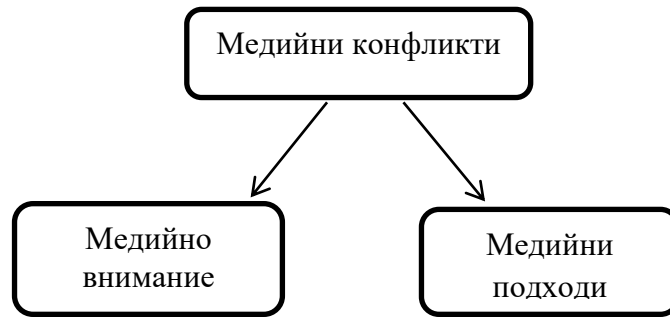 Медийни конфликти
Медийно
внимание
Медийни
подходи